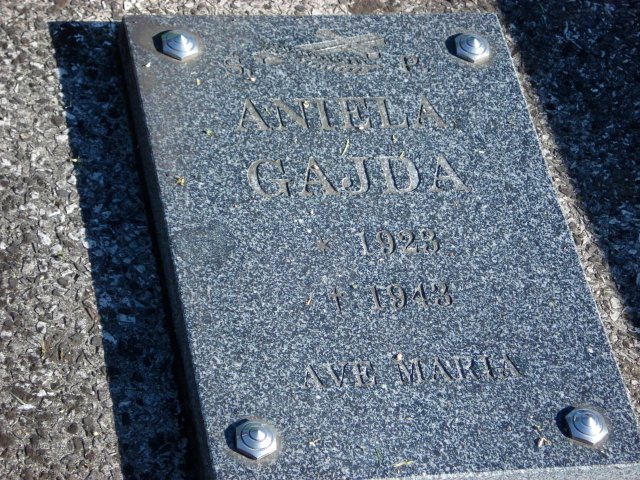 Ś. P.
ANIELA
GAJDA
* 1923
† 1943
AVE MARIA